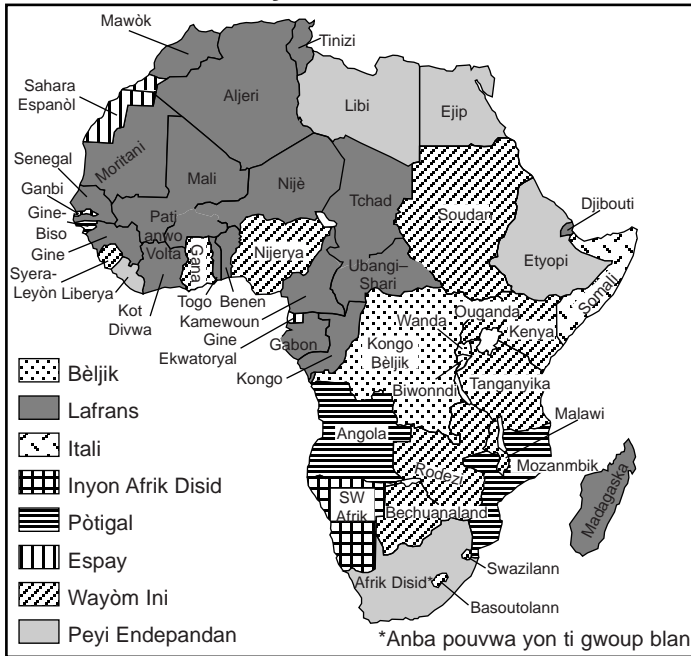 Mawòk
Tinizi
Sahara
Espanòl
Aljeri
Libi
Ejip
Moritani
Senegal
Mali
Nijè
Tchad
Soudan
Djibouti
Ganbi
Gine-
Biso
Gine
Syera-
Leyòn
Liberya
Kot
Divwa
Pati
anwo
Volta
Gana
Togo
Benen
Nijerya
Kamewoun
Gine
Ekwatoryal
Gabon
Kongo
Ubangi–
Shari
Etyopi
Somali
Ouganda
Kenya
Wanda
Kongo
Bèljik
Biwonndi
Tanganyika
Malawi
Angola
Mozanmbik
Rodezi
SW
Afrik
Bechuanaland
Madagaska
Afrik Disid*
Swazilann
Basoutolann
Bèljik
Lafrans
Itali
Inyon Afrik Disid
Pòtigal
Espay
Wayòm Ini
Peyi Endepandan
*Anba pouvwa yon ti gwoup blan